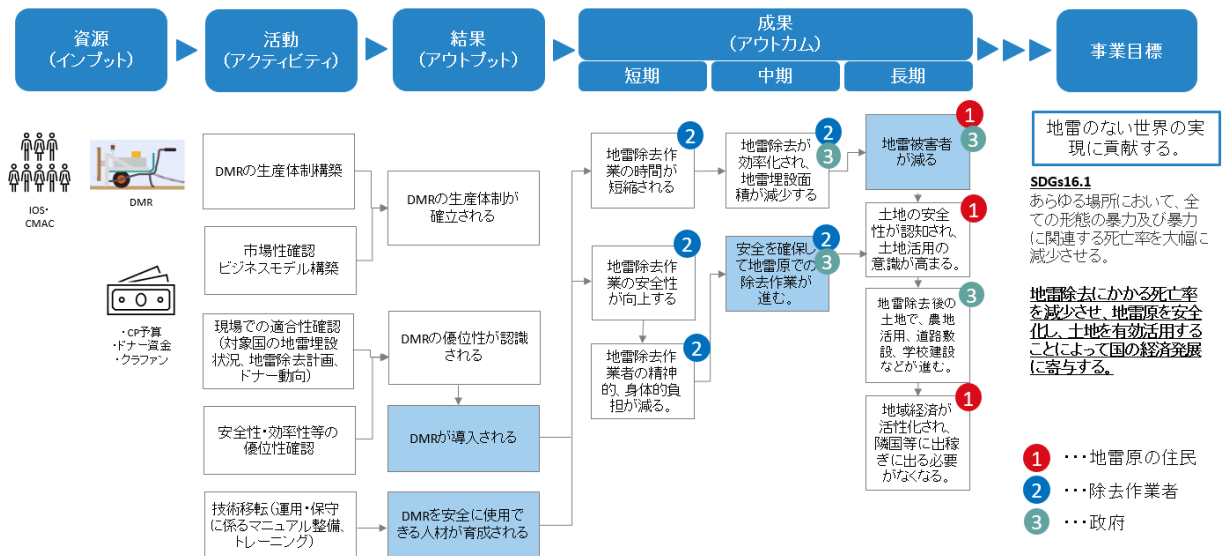 資源
(インプット)
活動
(アクティビティ)
結果
(アウトプット)
成果
(アウトカム)
短期
中期
長期
事業目標
IOS・
CMAC
DMR
・CP予算
・ドナー資金
・クラファン
DMRの生産体制構築
市場性確認
ビジネスモデル構築
現場での適合性確認
(対象国の地雷埋設
状況、地雷除去計画、
ドナー動向)
安全性・効率性等の
優位性確認
技術移転(運用・保守
に係るマニュアル整備、
トレーニング)
DMRの生産体制が
確立される
DMRの優位性が認識
される
DMRが導入される
DMRを安全に使用で
きる人材が育成される
2
地雷除去作
業の時間が
短縮される
2
地雷除去作
業の安全性
が向上する
2
地雷除去作
業者の精神
的、身体的負
担が減る。
2
3
地雷除去が
効率化され、
地雷埋設面
積が減少する
2
3
安全を確保し
て地雷原での
除去作業が
進む。
1
3
地雷被害者
が減る
1
土地の安全
性が認知され、
土地活用の
意識が高まる。
3
地雷除去後の
土地で、農地
活用、道路敷
設、学校建設
などが進む。
1
地域経済が
活性化され、
隣国等に出稼
ぎに出る必要
がなくなる。
地雷のない世界の実
現に貢献する。
SDGs16.1
あらゆる場所において、全
ての形態の暴力及び暴力
に関連する死亡率を大幅に
減少させる。
地雷除去にかかる死亡率
を減少させ、地雷原を安全
化し、土地を有効活用する
ことによって国の経済発展
に寄与する。
1 ・・・地雷原の住民
2 ・・・除去作業者
3 ・・・政府